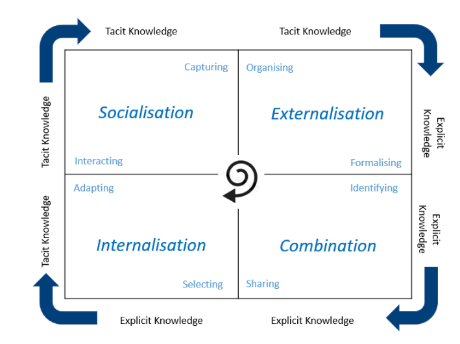 Tacit Knowledge
Tacit Knowledge
Capturing
Organising
Tacit Knowledge
Socialisation
Externalisation
Explicit
Knowledge
Interacting
Formalising
Adapting
Identifying
Tacit Knowledge
Internalisation
Combination
Explicit
Knowledge
Selecting
Sharing
Explicit Knowledge
Explicit Knowledge